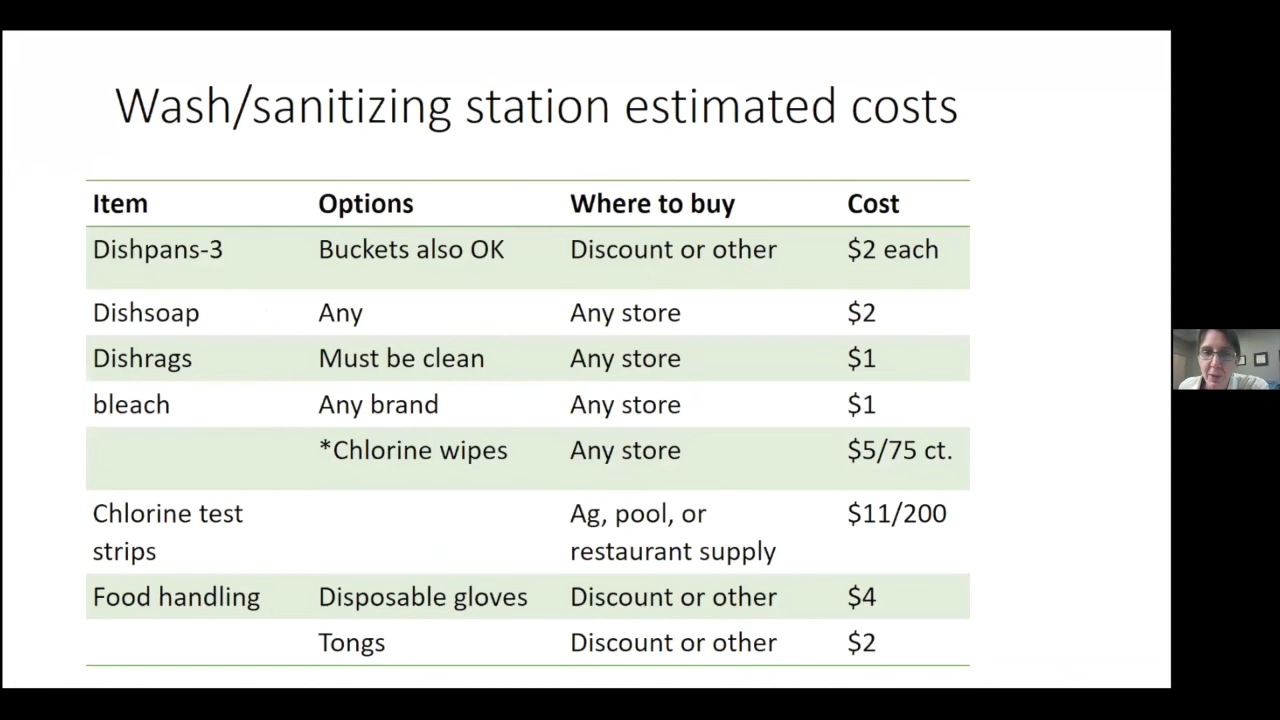 Wash/sanitizing station estimated costs
Item Options Where to buy Cost
Dishpans-3 Buckets also OK Discount or other $2 each
Dishsoap Any Any store $2
Dishrags Must be clean Any store $1
bleach Any brand Any store $1
*Chlorine wipes Any store $5/75 ct.
Chlorine test Ag, pool, or $11/200
strips restaurant supply
Food handling Disposable gloves Discount or other $4
Tongs Discount or other $2